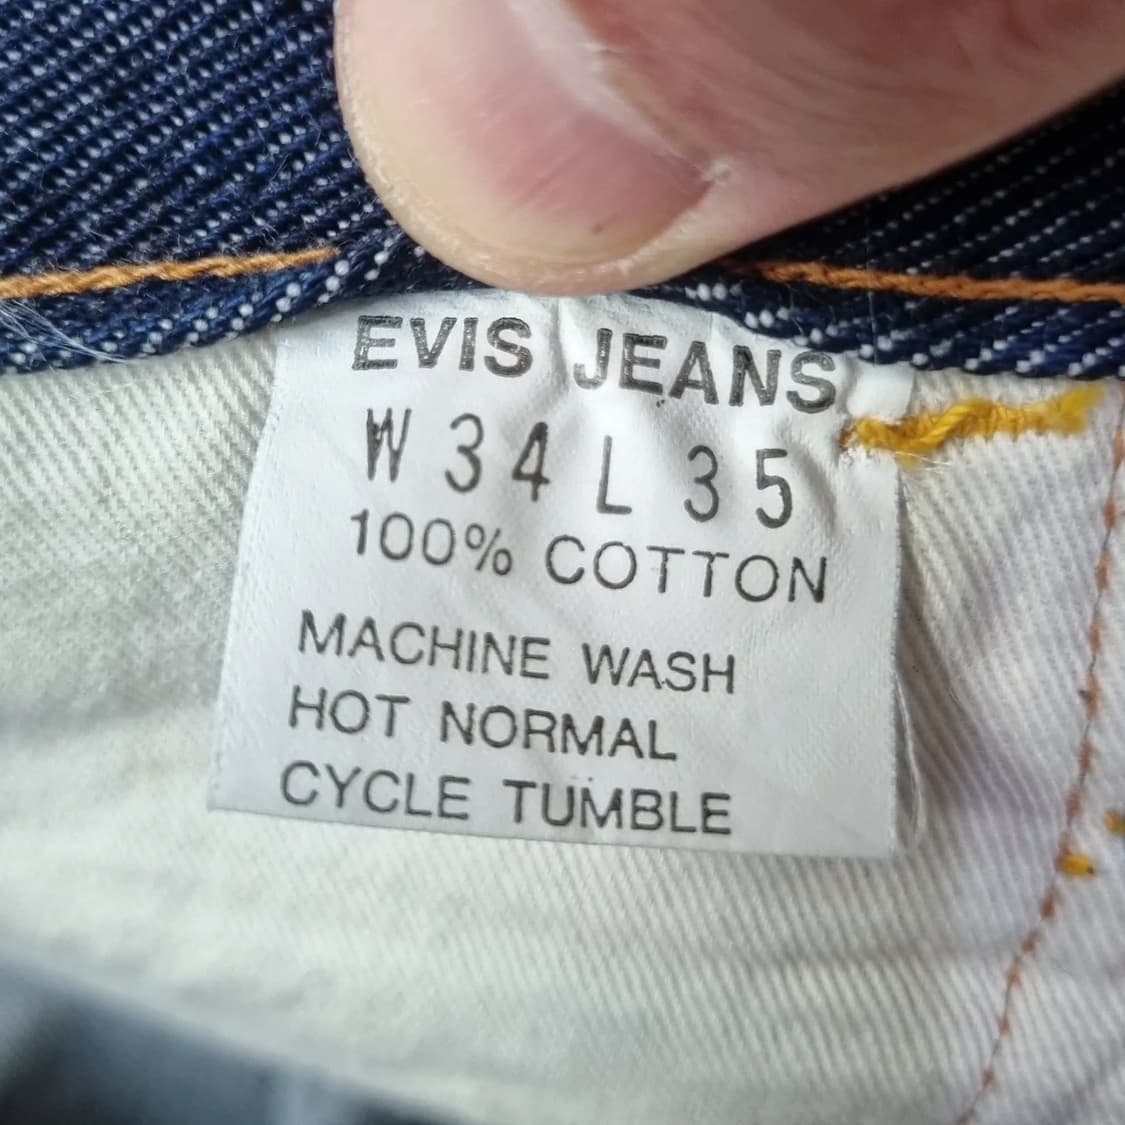 EVIS JEANS
W 34 L 35
100% COTTON
MACHINE WASH
HOT NORMAL
CYCLE TUMBLE